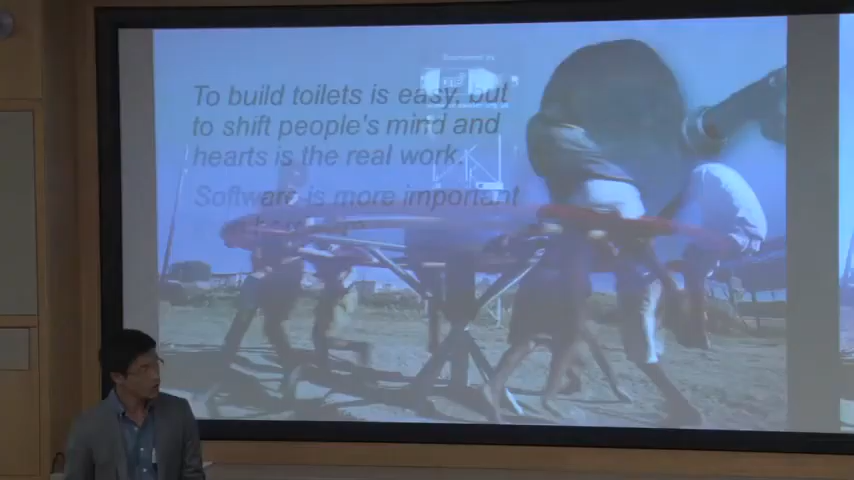 To build toilets is easy, but
to shift people's mind and
hearts is the real work.
Software is more important